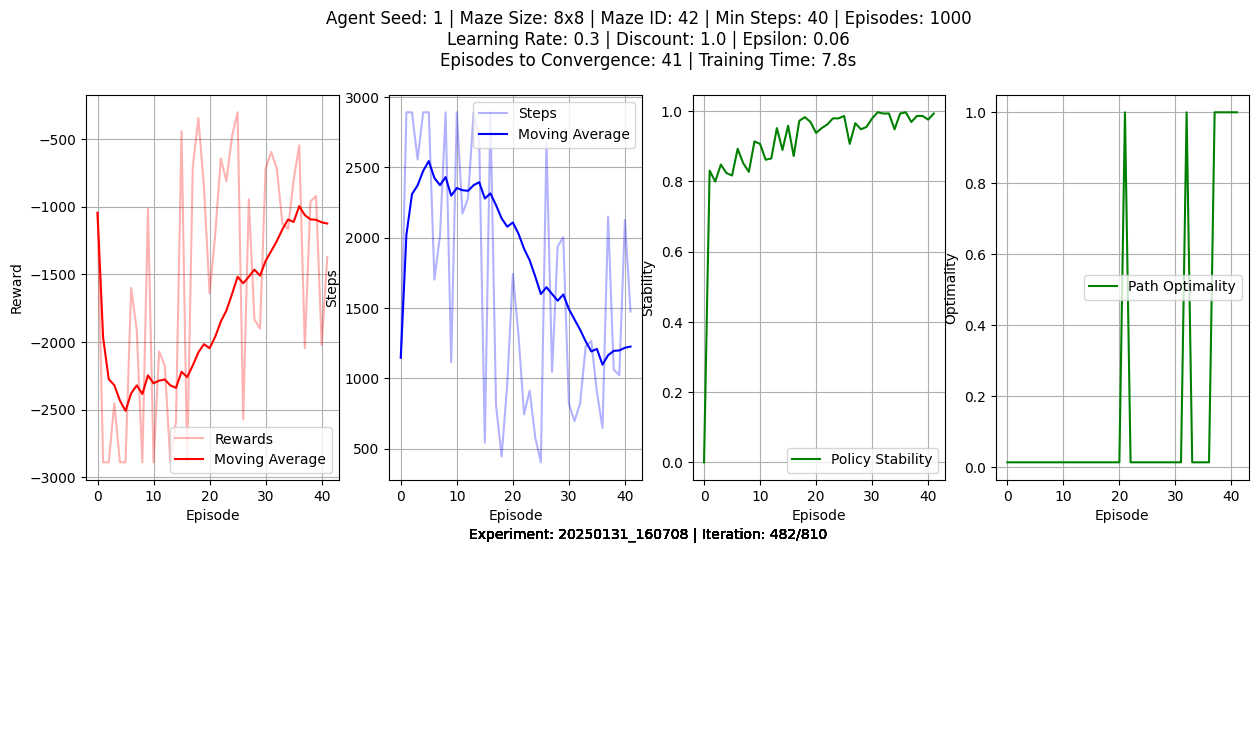 Agent Seed: 1 | Maze Size: 8x8 | Maze ID: 42 | Min Steps: 40 | Episodes: 1000
Learning Rate: 0.3 | Discount: 1.0 | Epsilon: 0.06
Episodes to Convergence: 41 | Training Time: 7.8s
Reward
−500
−1000
−1500
−2000
−2500
−3000
Rewards
Moving Average
0 10 20 30 40
Episode
Steps
3000
2500
2000
1500
1000
500
Steps
Moving Average
0 10 20 30 40
Episode
Stability
1.0
0.8
0.6
0.4
0.2
0.0
Policy Stability
0 10 20 30 40
Episode
Optimality
1.0
0.8
0.6
0.4
0.2
0.0
Path Optimality
0 10 20 30 40
Episode
Experiment: 20250131_160708 | Iteration: 482/810